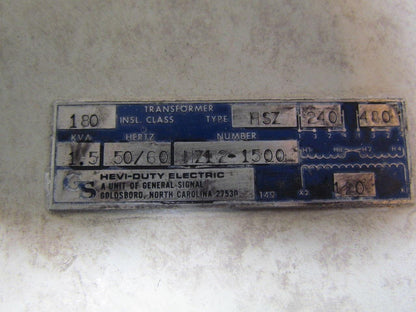 TRANSFORMER
180 INSL. CLASS TYPE HSZ 240 480
KVA HERTZ NUMBER
1.5 50/60 HZ12-1500
HEVI-DUTY ELECTRIC
A UNIT OF GENERAL SIGNAL
GOLDSBORO, NORTH CAROLINA 27530